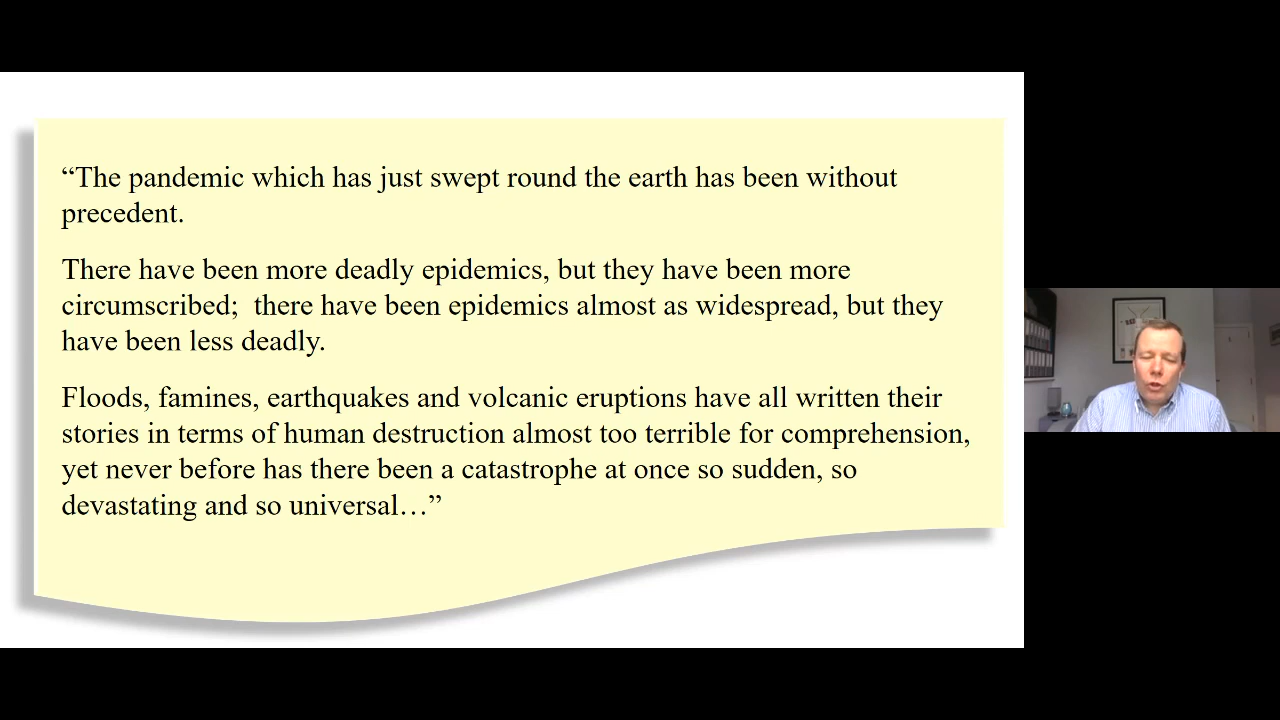 “The pandemic which has just swept round the earth has been without
precedent.
There have been more deadly epidemics, but they have been more
circumscribed;  there have been epidemics almost as widespread, but they
have been less deadly.
Floods, famines, earthquakes and volcanic eruptions have all written their
stories in terms of human destruction almost too terrible for comprehension,
yet never before has there been a catastrophe at once so sudden, so
devastating and so universal…”